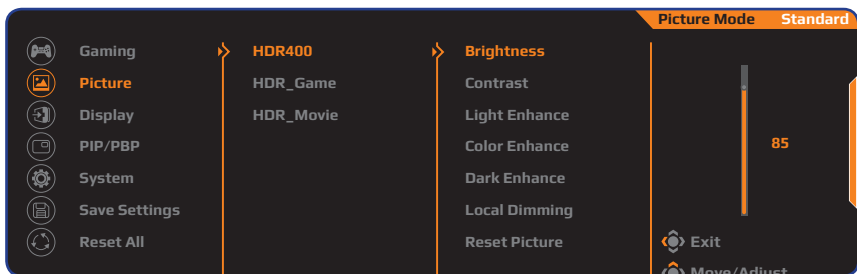 Picture Mode Standard
Gaming HDR400 Brightness
Picture HDR_Game Contrast
Display HDR_Movie Light Enhance
PIP/PBP Color Enhance 85
System Dark Enhance
Save Settings Local Dimming
Reset All Reset Picture Exit
Move/Adjust